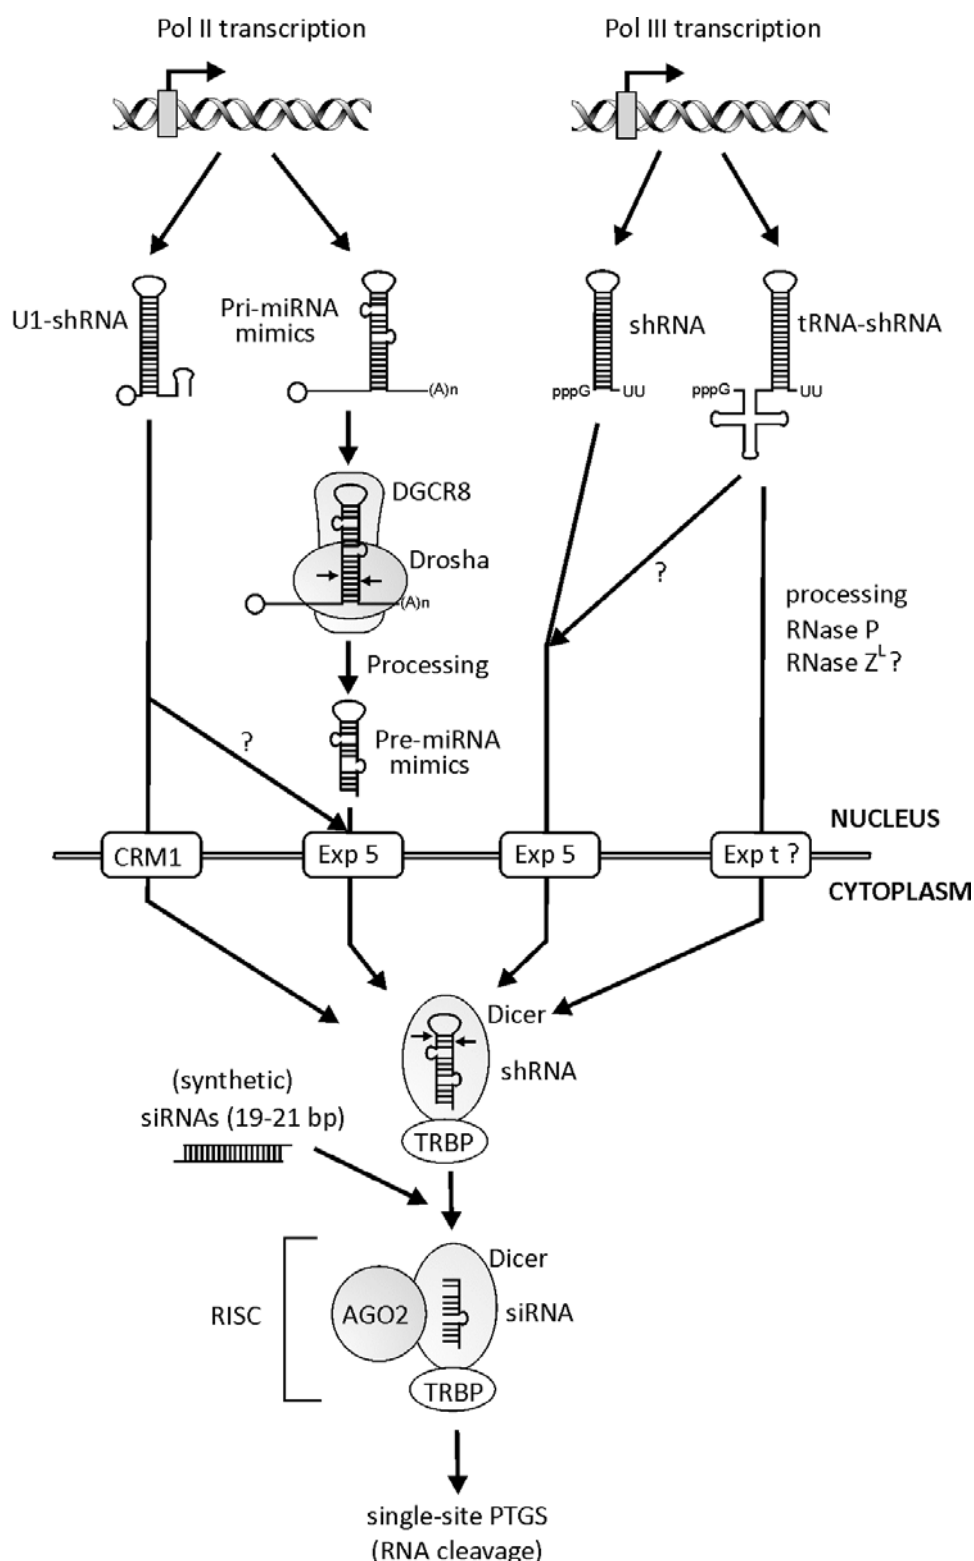 Pol II transcription
Pol III transcription
U1-shRNA
Pri-miRNA
mimics
shRNA
tRNA-shRNA
(A)n
pppG
UU
pppG
UU
DGCR8
Drosha
(A)n
?
processing
RNase P
RNase Z^L ?
Processing
Pre-miRNA
mimics
?
NUCLEUS
CRM1
Exp 5
Exp 5
Exp t ?
CYTOPLASM
Dicer
shRNA
(synthetic)
siRNAs (19-21 bp)
TRBP
Dicer
RISC
AGO2
siRNA
TRBP
single-site PTGS
(RNA cleavage)